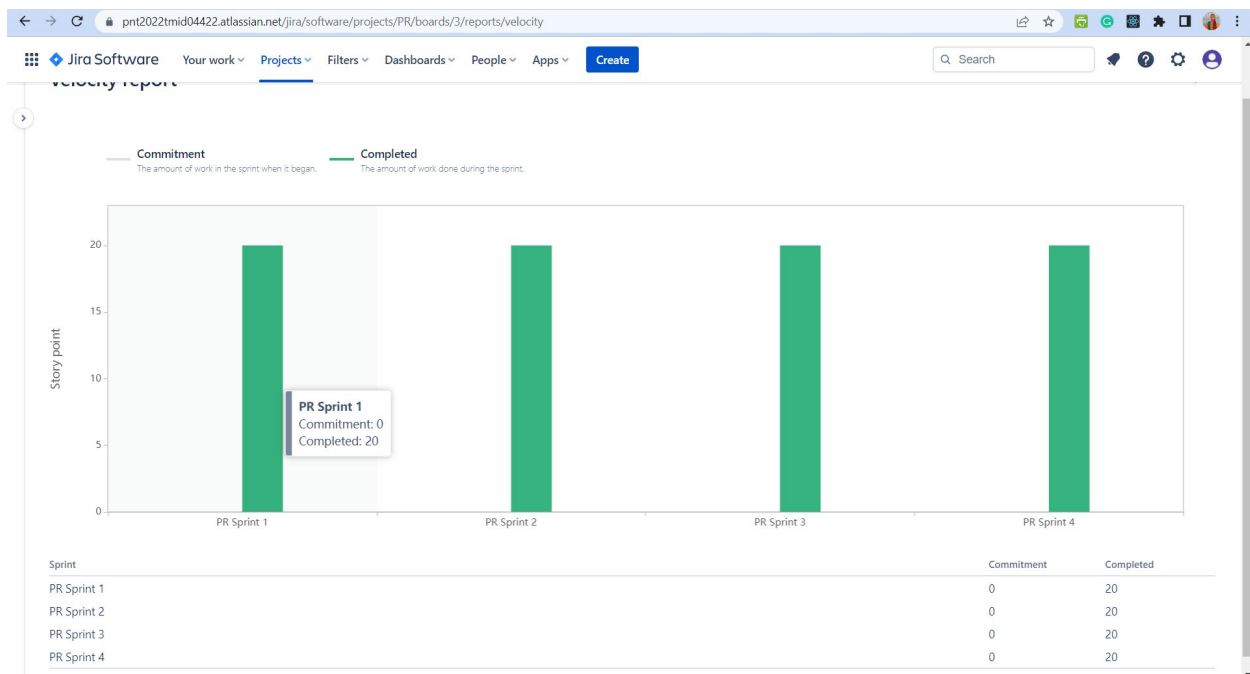 pnt2022tmid04422.atlassian.net/jira/software/projects/PR/boards/3/reports/velocity
Jira Software Your work Projects Filters Dashboards People Apps Create Search
Velocity report
Commitment
The amount of work in the sprint when it began.
Completed
The amount of work done during the sprint.
20
15
10
5
0
Story point
PR Sprint 1
Commitment: 0
Completed: 20
PR Sprint 1 PR Sprint 2 PR Sprint 3 PR Sprint 4
Sprint Commitment Completed
PR Sprint 1 0 20
PR Sprint 2 0 20
PR Sprint 3 0 20
PR Sprint 4 0 20